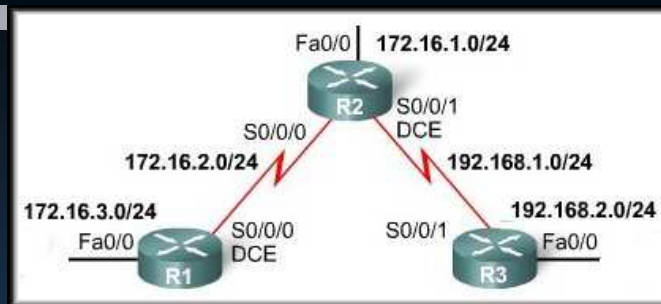 Fa0/0 172.16.1.0/24
R2
S0/0/1
DCE
S0/0/0
172.16.2.0/24
192.168.1.0/24
172.16.3.0/24
192.168.2.0/24
Fa0/0
S0/0/0
DCE
R1
S0/0/1
Fa0/0
R3